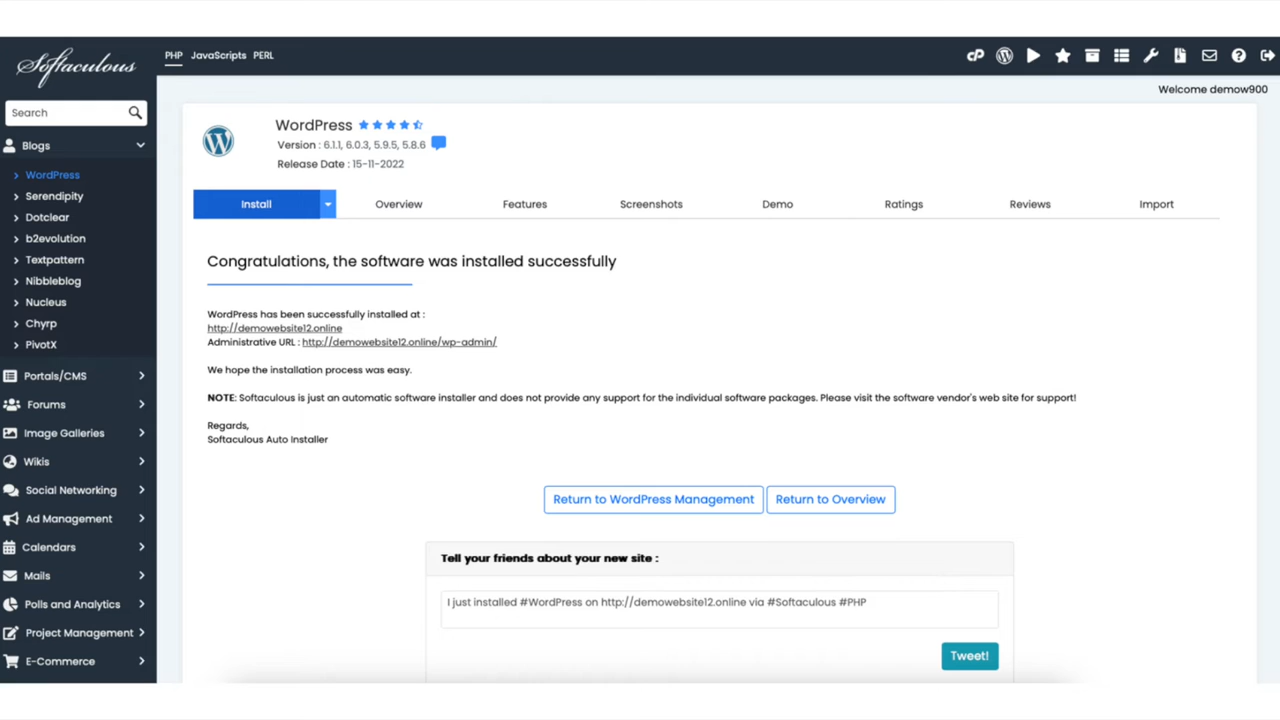 Softaculous
PHP JavaScripts PERL
Welcome demow900
Search
Blogs
WordPress
Serendipity
Dotclear
b2evolution
Textpattern
Nibbleblog
Nucleus
Chyrp
PivotX
Portals/CMS
Forums
Image Galleries
Wikis
Social Networking
Ad Management
Calendars
Mails
Polls and Analytics
Project Management
E-Commerce
WordPress
Version : 6.1.1, 6.0.3, 5.9.5, 5.8.6
Release Date : 15-11-2022
Install Overview Features Screenshots Demo Ratings Reviews Import
Congratulations, the software was installed successfully
WordPress has been successfully installed at :
http://demowebsite12.online
Administrative URL : http://demowebsite12.online/wp-admin/
We hope the installation process was easy.
NOTE: Softaculous is just an automatic software installer and does not provide any support for the individual software packages. Please visit the software vendor's web site for support!
Regards,
Softaculous Auto Installer
Return to WordPress Management Return to Overview
Tell your friends about your new site :
I just installed #WordPress on http://demowebsite12.online via #Softaculous #PHP
Tweet!